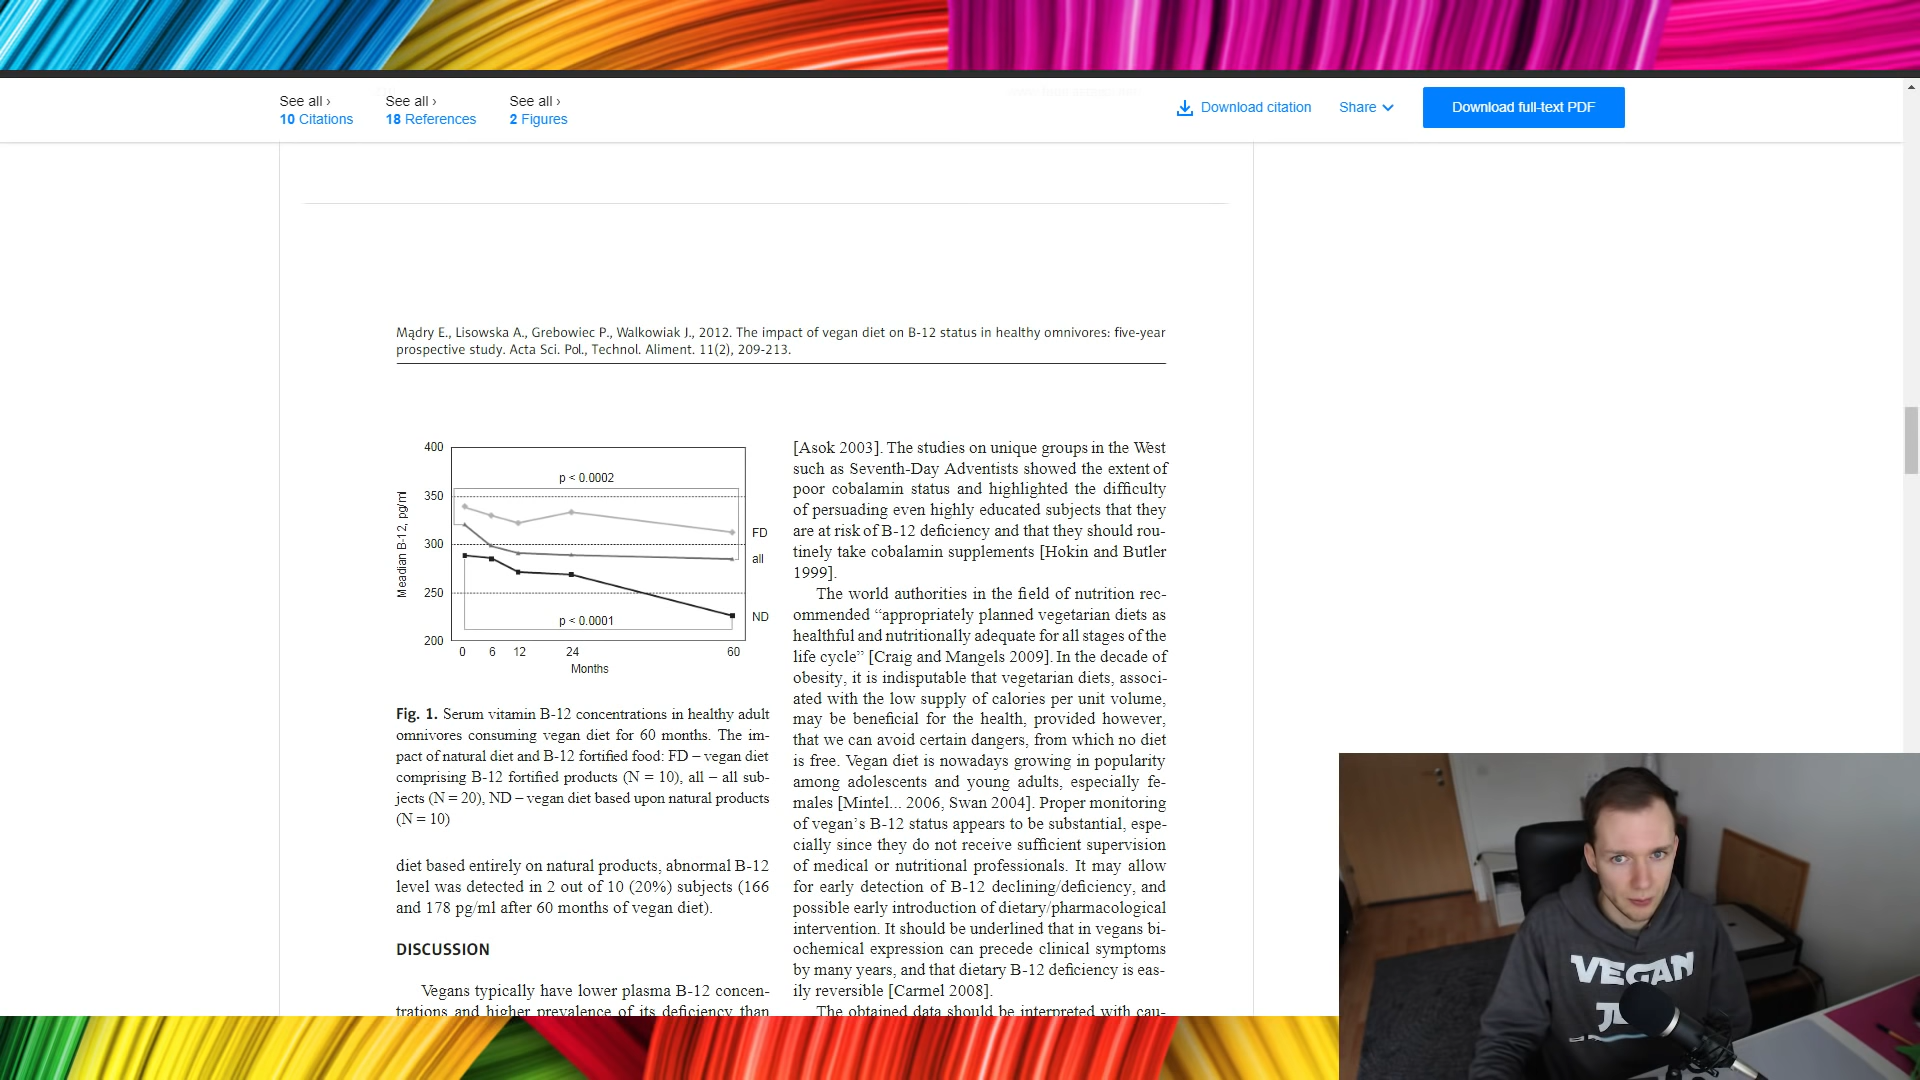 See all ›
10 Citations
See all ›
18 References
See all ›
2 Figures
Download citation
Share
Download full-text PDF
Mądry E., Lisowska A., Grebowiec P., Walkowiak J., 2012. The impact of vegan diet on B-12 status in healthy omnivores: five-year
prospective study. Acta Sci. Pol., Technol. Aliment. 11(2), 209-213.
400
350
300
250
200
Meadian B-12, pg/ml
p < 0.0002
FD
all
ND
p < 0.0001
0 6 12 24 60
Months
Fig. 1. Serum vitamin B-12 concentrations in healthy adult
omnivores consuming vegan diet for 60 months. The im-
pact of natural diet and B-12 fortified food: FD – vegan diet
comprising B-12 fortified products (N = 10), all – all sub-
jects (N = 20), ND – vegan diet based upon natural products
(N = 10)
diet based entirely on natural products, abnormal B-12
level was detected in 2 out of 10 (20%) subjects (166
and 178 pg/ml after 60 months of vegan diet).
DISCUSSION
Vegans typically have lower plasma B-12 concen-
trations and higher prevalence of its deficiency than
[Asok 2003]. The studies on unique groups in the West
such as Seventh-Day Adventists showed the extent of
poor cobalamin status and highlighted the difficulty
of persuading even highly educated subjects that they
are at risk of B-12 deficiency and that they should rou-
tinely take cobalamin supplements [Hokin and Butler
1999].
The world authorities in the field of nutrition rec-
ommended “appropriately planned vegetarian diets as
healthful and nutritionally adequate for all stages of the
life cycle” [Craig and Mangels 2009]. In the decade of
obesity, it is indisputable that vegetarian diets, associ-
ated with the low supply of calories per unit volume,
may be beneficial for the health, provided however,
that we can avoid certain dangers, from which no diet
is free. Vegan diet is nowadays growing in popularity
among adolescents and young adults, especially fe-
males [Mintel... 2006, Swan 2004]. Proper monitoring
of vegan’s B-12 status appears to be substantial, espe-
cially since they do not receive sufficient supervision
of medical or nutritional professionals. It may allow
for early detection of B-12 declining/deficiency, and
possible early introduction of dietary/pharmacological
intervention. It should be underlined that in vegans bi-
ochemical expression can precede clinical symptoms
by many years, and that dietary B-12 deficiency is eas-
ily reversible [Carmel 2008].
The obtained data should be interpreted with cau-
VEGAN